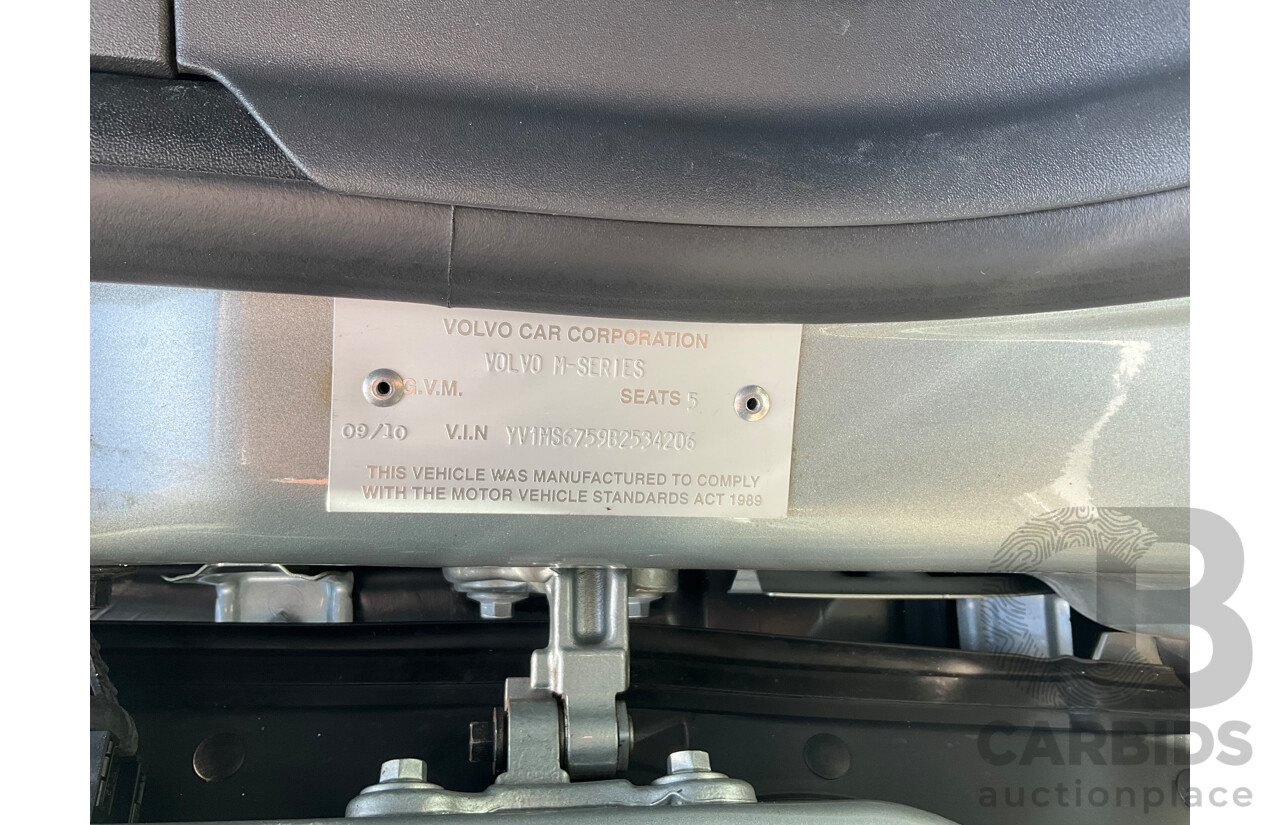 VOLVO CAR CORPORATION
VOLVO M-SERIES
G.V.M. SEATS 5
09/10 V.I.N YV1MS6759B2534206
THIS VEHICLE WAS MANUFACTURED TO COMPLY
WITH THE MOTOR VEHICLE STANDARDS ACT 1989
B
CARBIDS
auctionplace